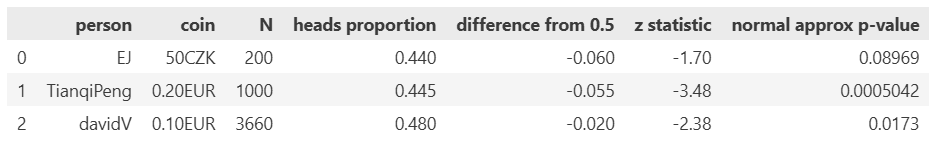 person coin N heads proportion difference from 0.5 z statistic normal approx p-value
0 EJ 50CZK 200 0.440 -0.060 -1.70 0.08969
1 TianqiPeng 0.20EUR 1000 0.445 -0.055 -3.48 0.0005042
2 davidV 0.10EUR 3660 0.480 -0.020 -2.38 0.0173